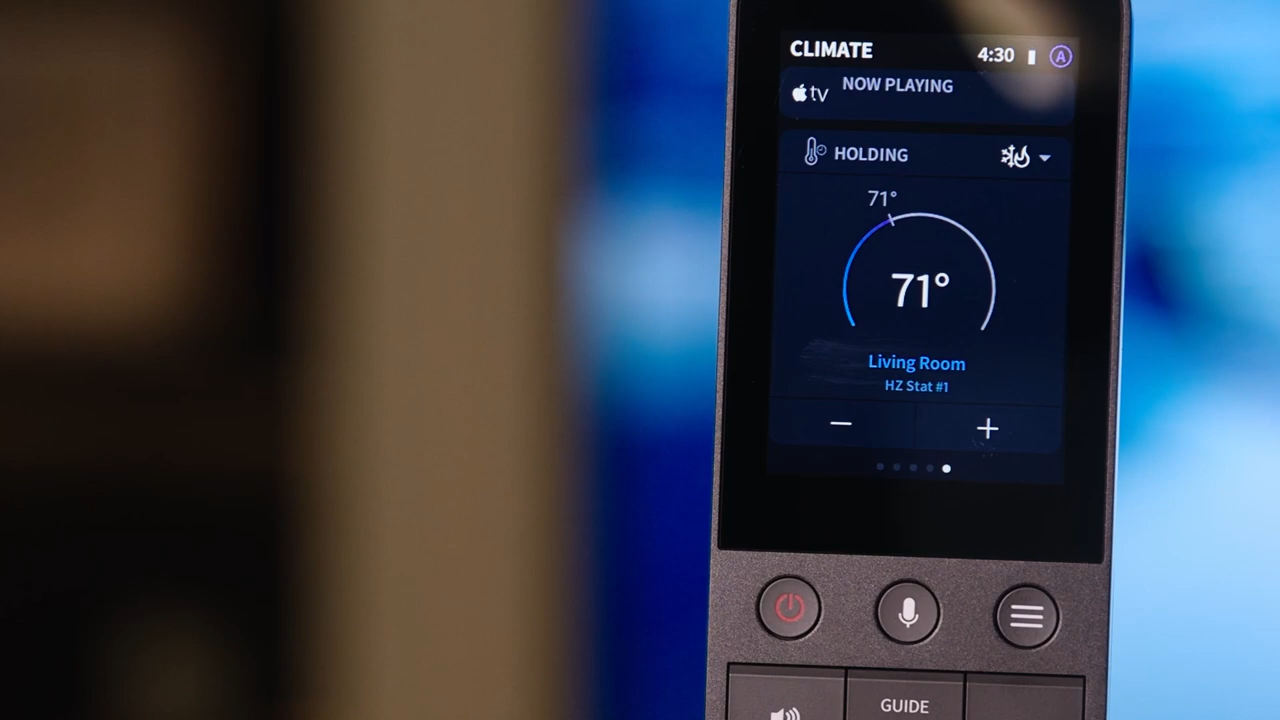 CLIMATE
4:30
A
NOW PLAYING
tv
HOLDING
71°
71°
Living Room
HZ Stat #1
GUIDE